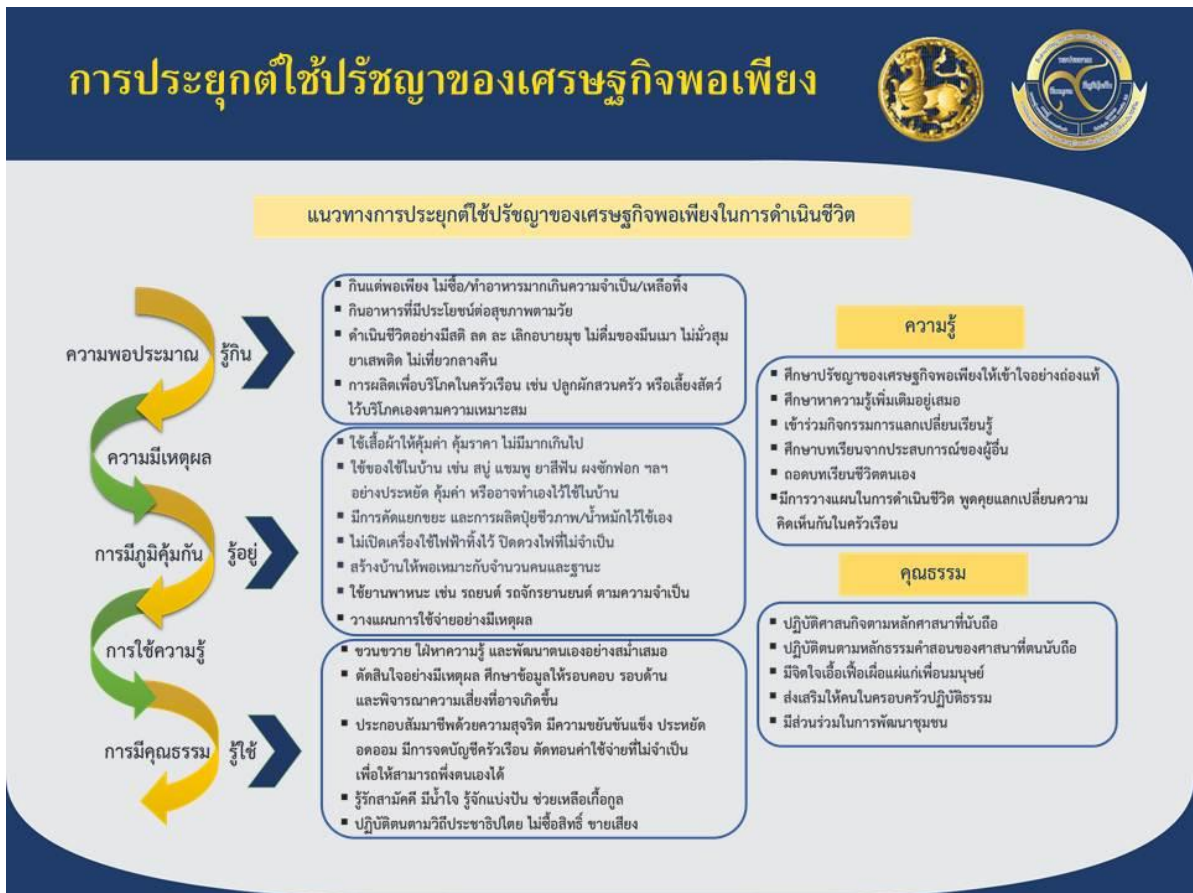 การประยุกต์ใช้ปรัชญาของเศรษฐกิจพอเพียง
แนวทางการประยุกต์ใช้ปรัชญาของเศรษฐกิจพอเพียงในการดำเนินชีวิต
ความพอประมาณ
ความมีเหตุผล
การมีภูมิคุ้มกัน
การใช้ความรู้
การมีคุณธรรม
รู้กิน
▪ กินแต่พอเพียง ไม่ซื้อ/ทำอาหารมากเกินความจำเป็น/เหลือทิ้ง
▪ กินอาหารที่มีประโยชน์ต่อสุขภาพตามวัย
▪ ดำเนินชีวิตอย่างมีสติ ลด ละ เลิกอบายมุข ไม่ดื่มของมึนเมา ไม่มั่วสุม
ยาเสพติด ไม่เที่ยวกลางคืน
▪ การผลิตเพื่อบริโภคในครัวเรือน เช่น ปลูกผักสวนครัว หรือเลี้ยงสัตว์
ไว้บริโภคเองตามความเหมาะสม
รู้อยู่
▪ ใช้เสื้อผ้าให้คุ้มค่า คุ้มราคา ไม่มีมากเกินไป
▪ ใช้ของใช้ในบ้าน เช่น สบู่ แชมพู ยาสีฟัน ผงซักฟอก ฯลฯ
อย่างประหยัด คุ้มค่า หรืออาจทำเองไว้ใช้ในบ้าน
▪ มีการคัดแยกขยะ และการผลิตปุ๋ยชีวภาพ/น้ำหมักไว้ใช้เอง
▪ ไม่เปิดเครื่องใช้ไฟฟ้าทิ้งไว้ ปิดดวงไฟที่ไม่จำเป็น
▪ สร้างบ้านให้พอเหมาะกับจำนวนคนและฐานะ
▪ ใช้ยานพาหนะ เช่น รถยนต์ รถจักรยานยนต์ ตามความจำเป็น
▪ วางแผนการใช้จ่ายอย่างมีเหตุผล
รู้ใช้
▪ ขวนขวาย ใฝ่หาความรู้ และพัฒนาตนเองอย่างสม่ำเสมอ
▪ ตัดสินใจอย่างมีเหตุผล ศึกษาข้อมูลให้รอบคอบ รอบด้าน
และพิจารณาความเสี่ยงที่อาจเกิดขึ้น
▪ ประกอบสัมมาชีพด้วยความสุจริต มีความขยันขันแข็ง ประหยัด
อดออม มีการจดบัญชีครัวเรือน ตัดทอนค่าใช้จ่ายที่ไม่จำเป็น
เพื่อให้สามารถพึ่งตนเองได้
▪ รู้รักสามัคคี มีน้ำใจ รู้จักแบ่งปัน ช่วยเหลือเกื้อกูล
▪ ปฏิบัติตนตามวิถีประชาธิปไตย ไม่ซื้อสิทธิ์ ขายเสียง
ความรู้
▪ ศึกษาปรัชญาของเศรษฐกิจพอเพียงให้เข้าใจอย่างถ่องแท้
▪ ศึกษาหาความรู้เพิ่มเติมอยู่เสมอ
▪ เข้าร่วมกิจกรรมการแลกเปลี่ยนเรียนรู้
▪ ศึกษาบทเรียนจากประสบการณ์ของผู้อื่น
▪ ถอดบทเรียนชีวิตตนเอง
▪มีการวางแผนในการดำเนินชีวิต พูดคุยแลกเปลี่ยนความ
คิดเห็นกันในครัวเรือน
คุณธรรม
▪ ปฏิบัติศาสนกิจตามหลักศาสนาที่นับถือ
▪ ปฏิบัติตนตามหลักธรรมคำสอนของศาสนาที่ตนนับถือ
▪ มีจิตใจเอื้อเฟื้อเผื่อแผ่แก่เพื่อนมนุษย์
▪ ส่งเสริมให้คนในครอบครัวปฏิบัติธรรม
▪ มีส่วนร่วมในการพัฒนาชุมชน